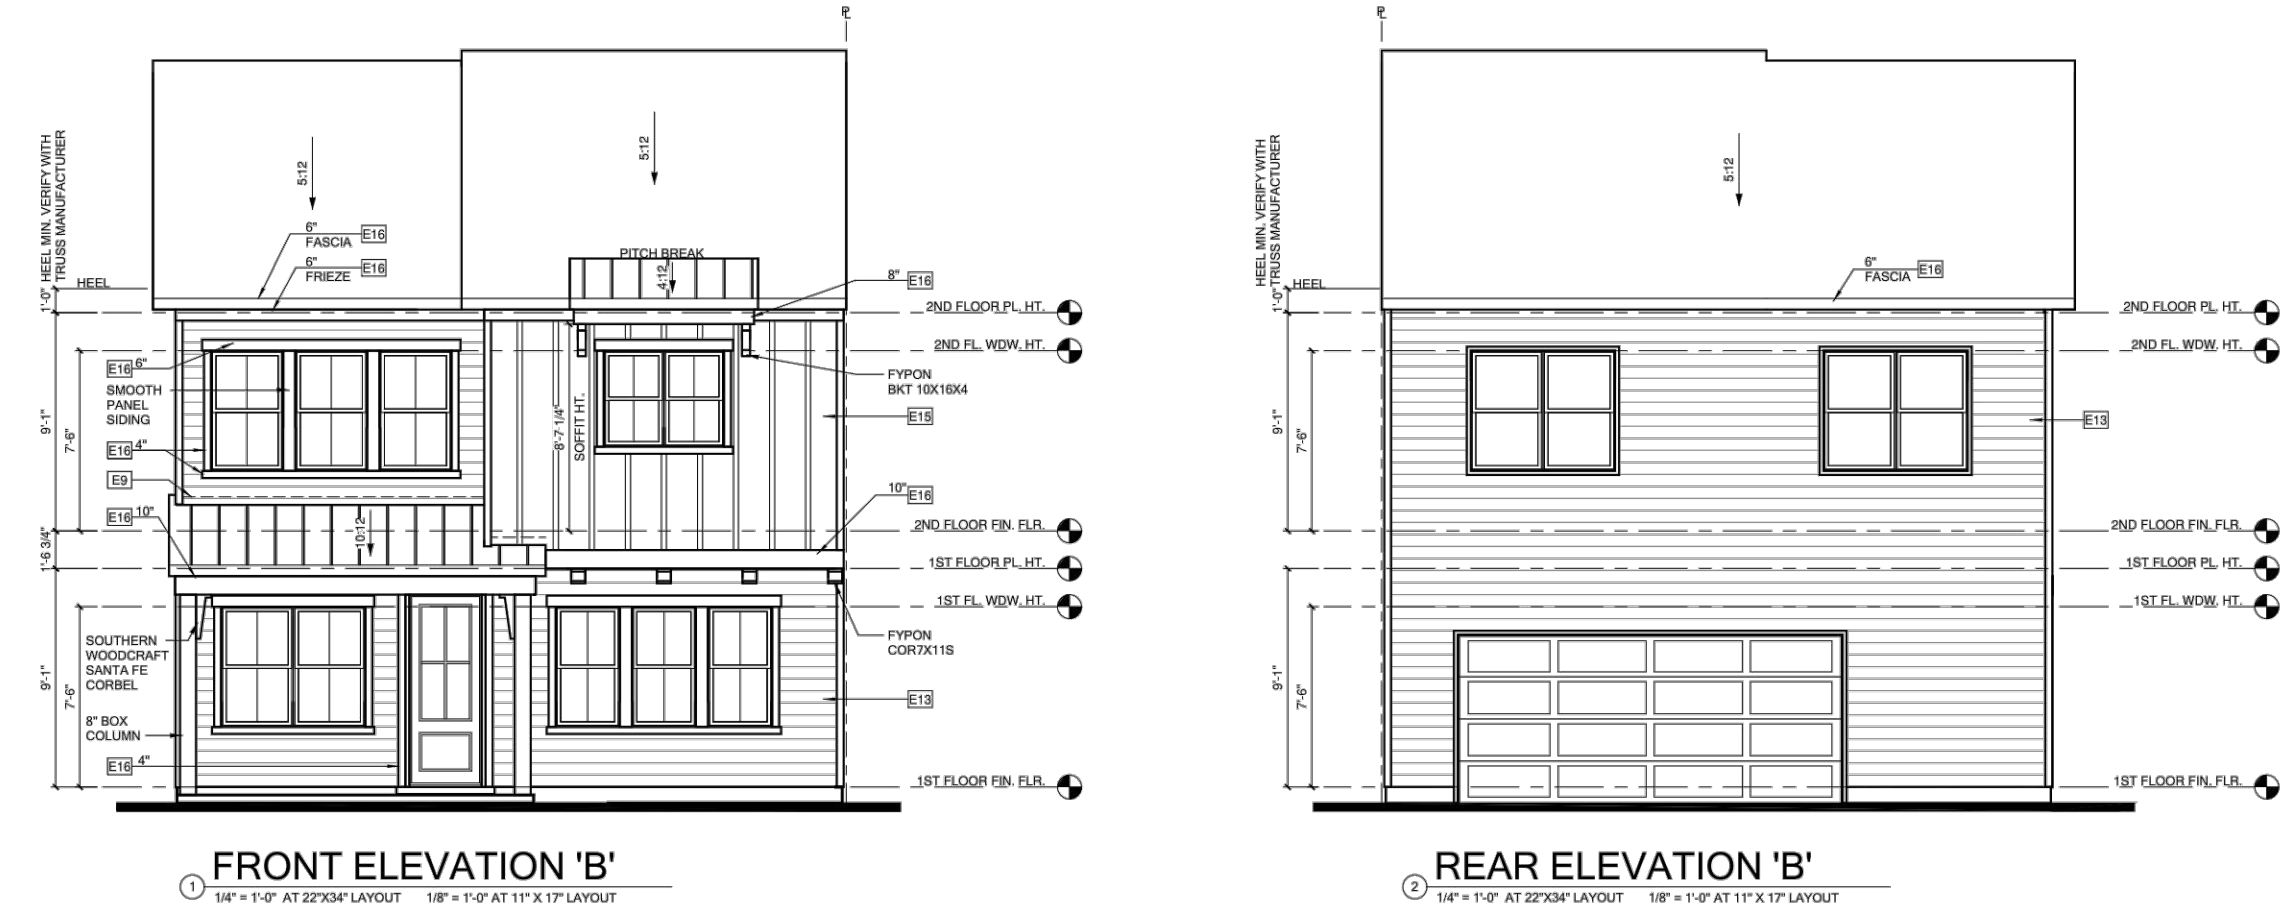 PL
HEEL MIN. VERIFY WITH
TRUSS MANUFACTURER
5:12
5:12
6"
FASCIA
E16
6"
FRIEZE
E16
PITCH BREAK
4:12
HEEL
1'-0"
8"
E16
2ND FLOOR PL. HT.
2ND FL. WDW. HT.
E16
6"
SMOOTH
PANEL
SIDING
FYPON
BKT 10X16X4
E15
9'-1"
7'-6"
8'-7 1/4"
SOFFIT HT.
E16
4"
E9
E16
10"
10:12
10"
E16
2ND FLOOR FIN. FLR.
1'-6 3/4"
1ST FLOOR PL. HT.
1ST FL. WDW. HT.
SOUTHERN
WOODCRAFT
SANTA FE
CORBEL
FYPON
COR7X11S
9'-1"
7'-6"
E13
8" BOX
COLUMN
E16
4"
1ST FLOOR FIN. FLR.
1
FRONT ELEVATION 'B'
1/4" = 1'-0" AT 22"X34" LAYOUT
1/8" = 1'-0" AT 11" X 17" LAYOUT
PL
HEEL MIN. VERIFY WITH
TRUSS MANUFACTURER
5:12
6"
FASCIA
E16
HEEL
1'-0"
2ND FLOOR PL. HT.
2ND FL. WDW. HT.
9'-1"
7'-6"
E13
2ND FLOOR FIN. FLR.
1ST FLOOR PL. HT.
1ST FL. WDW. HT.
9'-1"
7'-6"
1ST FLOOR FIN. FLR.
2
REAR ELEVATION 'B'
1/4" = 1'-0" AT 22"X34" LAYOUT
1/8" = 1'-0" AT 11" X 17" LAYOUT